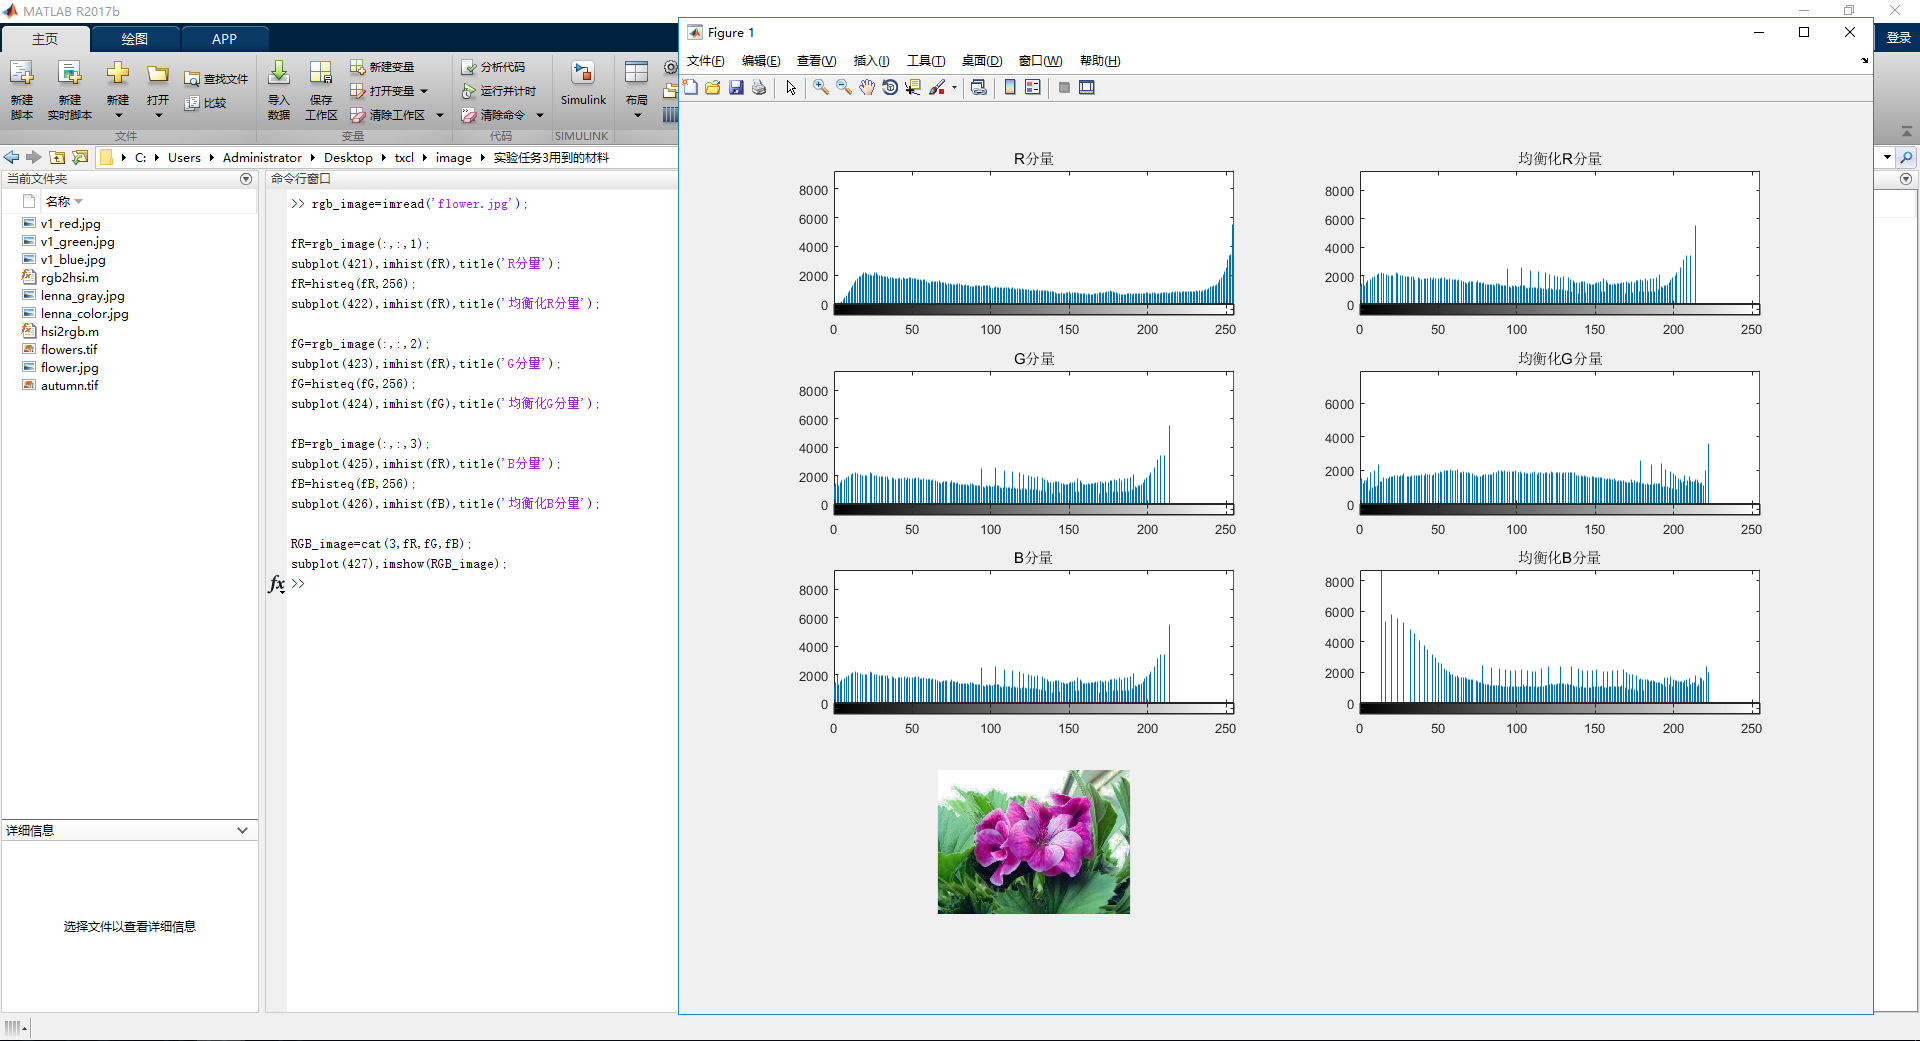 MATLAB R2017b
主页 绘图 APP
登录
新建脚本
新建实时脚本
新建
打开
查找文件
比较
文件
导入数据
保存工作区
新建变量
打开变量
清除工作区
变量
分析代码
运行并计时
清除命令
代码
Simulink
SIMULINK
布局
C: Users Administrator Desktop txcl image 实验任务3用到的材料
当前文件夹
名称
v1_red.jpg
v1_green.jpg
v1_blue.jpg
rgb2hsi.m
lenna_gray.jpg
lenna_color.jpg
hsi2rgb.m
flowers.tif
flower.jpg
autumn.tif
详细信息
选择文件以查看详细信息
命令行窗口
>> rgb_image=imread('flower.jpg');
fR=rgb_image(:,:,1);
subplot(421),imhist(fR),title('R分量');
fR=histeq(fR,256);
subplot(422),imhist(fR),title('均衡化R分量');
fG=rgb_image(:,:,2);
subplot(423),imhist(fR),title('G分量');
fG=histeq(fG,256);
subplot(424),imhist(fG),title('均衡化G分量');
fB=rgb_image(:,:,3);
subplot(425),imhist(fR),title('B分量');
fB=histeq(fB,256);
subplot(426),imhist(fB),title('均衡化B分量');
RGB_image=cat(3,fR,fG,fB);
subplot(427),imshow(RGB_image);
fx >>
Figure 1
文件(F) 编辑(E) 查看(V) 插入(I) 工具(T) 桌面(D) 窗口(W) 帮助(H)
R分量
8000
6000
4000
2000
0
0 50 100 150 200 250
均衡化R分量
8000
6000
4000
2000
0
0 50 100 150 200 250
G分量
8000
6000
4000
2000
0
0 50 100 150 200 250
均衡化G分量
6000
4000
2000
0
0 50 100 150 200 250
B分量
8000
6000
4000
2000
0
0 50 100 150 200 250
均衡化B分量
8000
6000
4000
2000
0
0 50 100 150 200 250